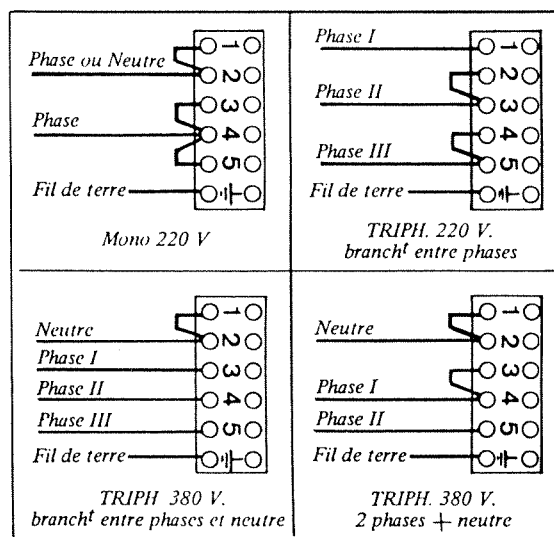 Phase ou Neutre
Phase
Fil de terre
1
2
3
4
5
Mono 220 V
Phase I
Phase II
Phase III
Fil de terre
1
2
3
4
5
TRIPH. 220 V.
brancht entre phases
Neutre
Phase I
Phase II
Phase III
Fil de terre
1
2
3
4
5
TRIPH 380 V.
brancht entre phases et neutre
Neutre
Phase I
Phase II
Fil de terre
1
2
3
4
5
TRIPH. 380 V.
2 phases + neutre